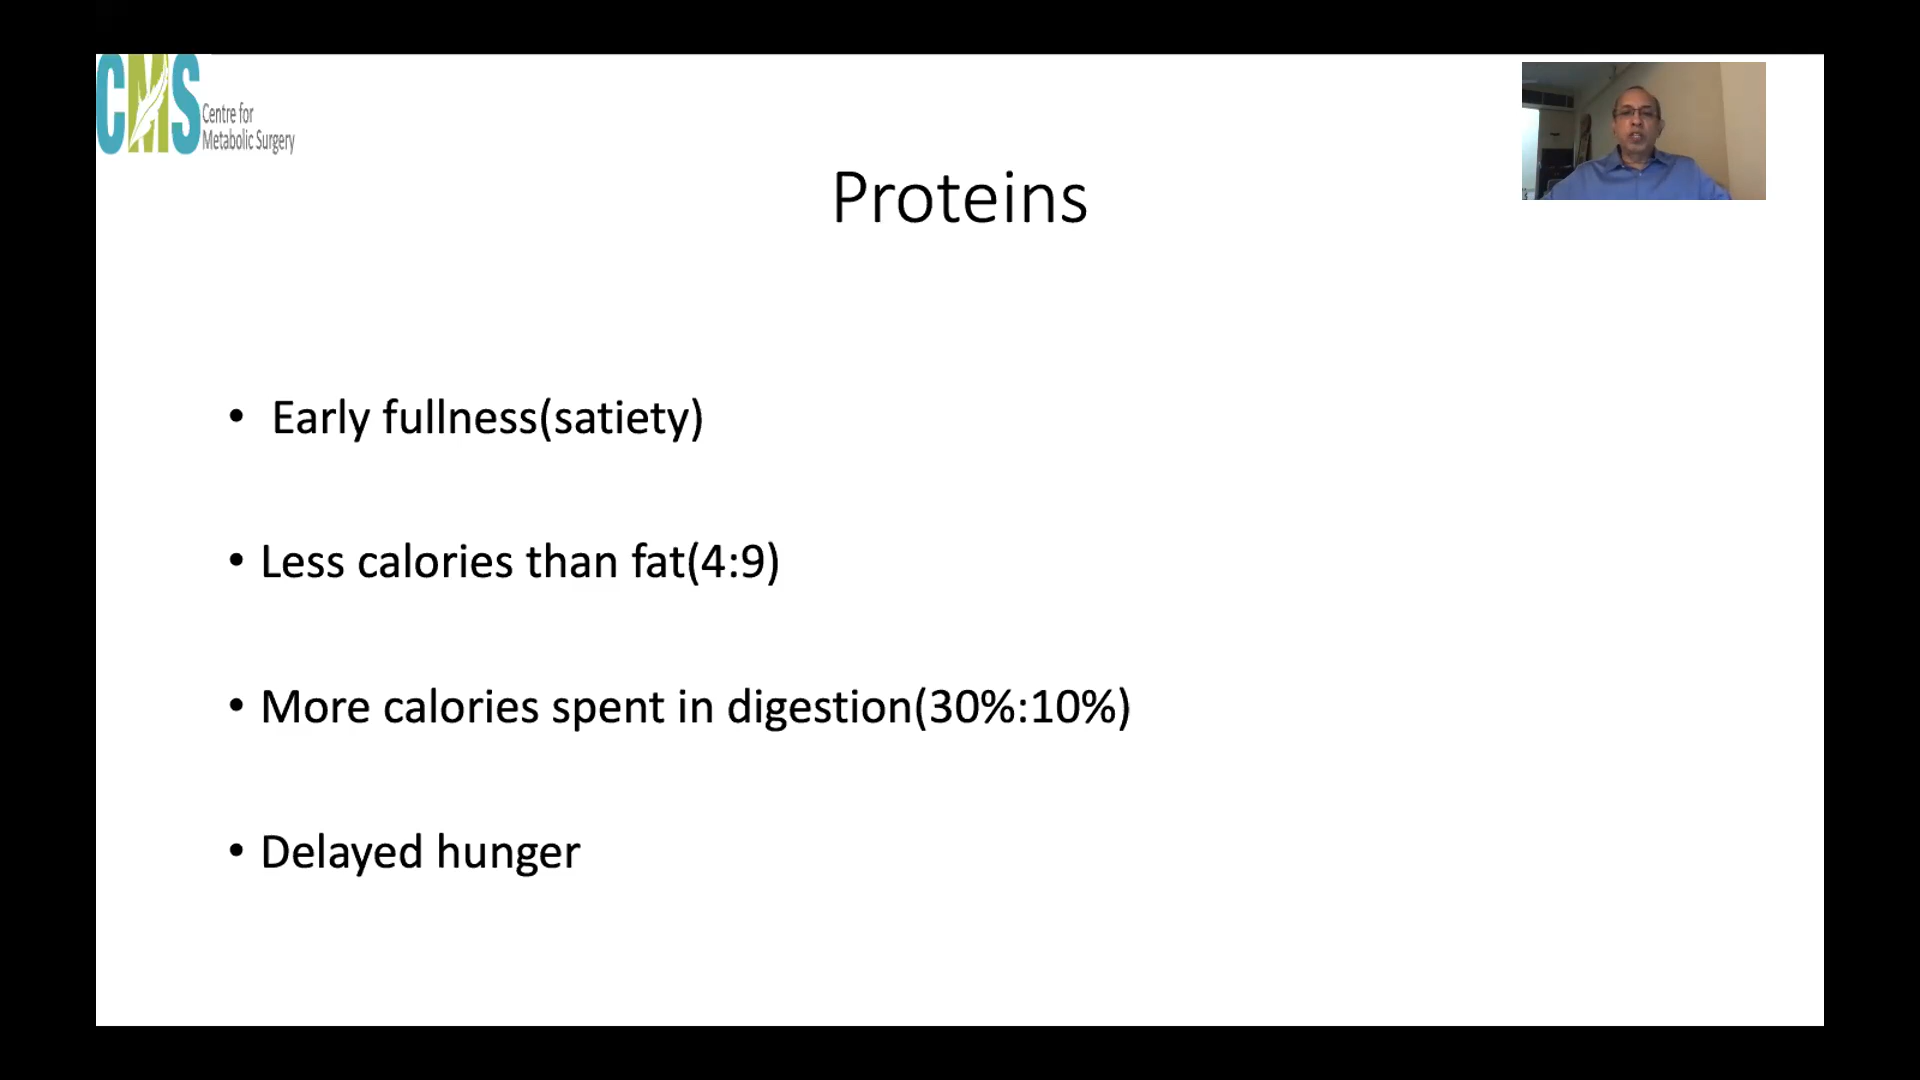 CMS
Centre for
Metabolic Surgery
Proteins
• Early fullness(satiety)
• Less calories than fat(4:9)
• More calories spent in digestion(30%:10%)
• Delayed hunger